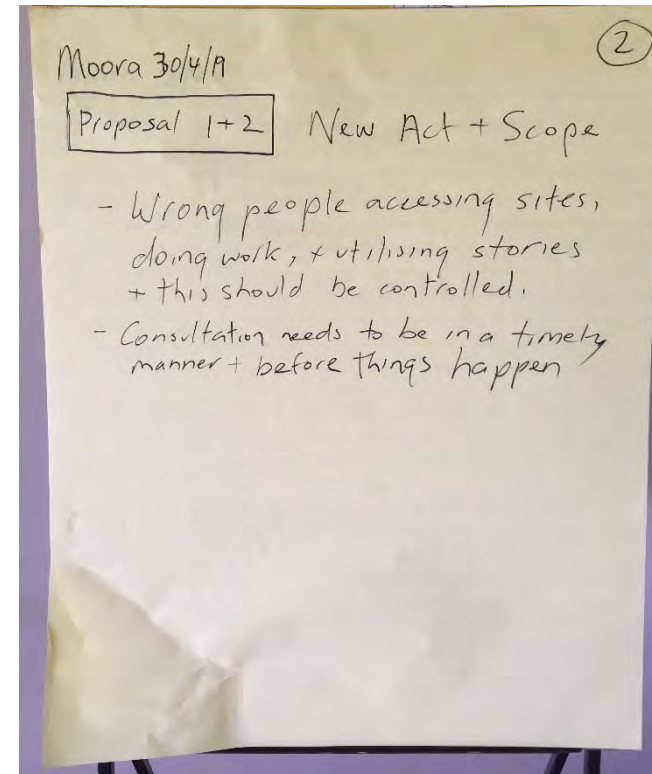 2
Moora 30/4/19
Proposal 1+2 New Act + Scope
- Wrong people accessing sites,
doing work, + utilising stories
+ this should be controlled.
- Consultation needs to be in a timely
manner + before things happen